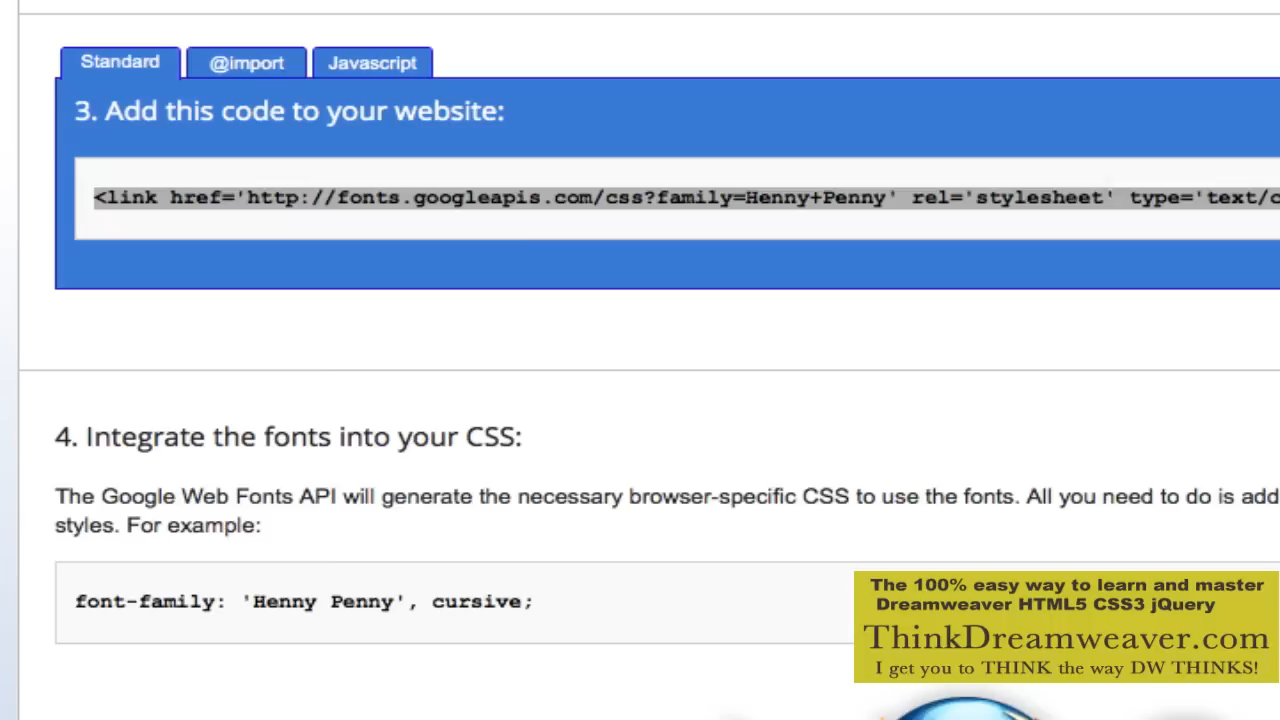 Standard @import Javascript
3. Add this code to your website:
<link href='http://fonts.googleapis.com/css?family=Henny+Penny' rel='stylesheet' type='text/c
4. Integrate the fonts into your CSS:
The Google Web Fonts API will generate the necessary browser-specific CSS to use the fonts. All you need to do is add
styles. For example:
font-family: 'Henny Penny', cursive;
The 100% easy way to learn and master
Dreamweaver HTML5 CSS3 jQuery
ThinkDreamweaver.com
I get you to THINK the way DW THINKS!